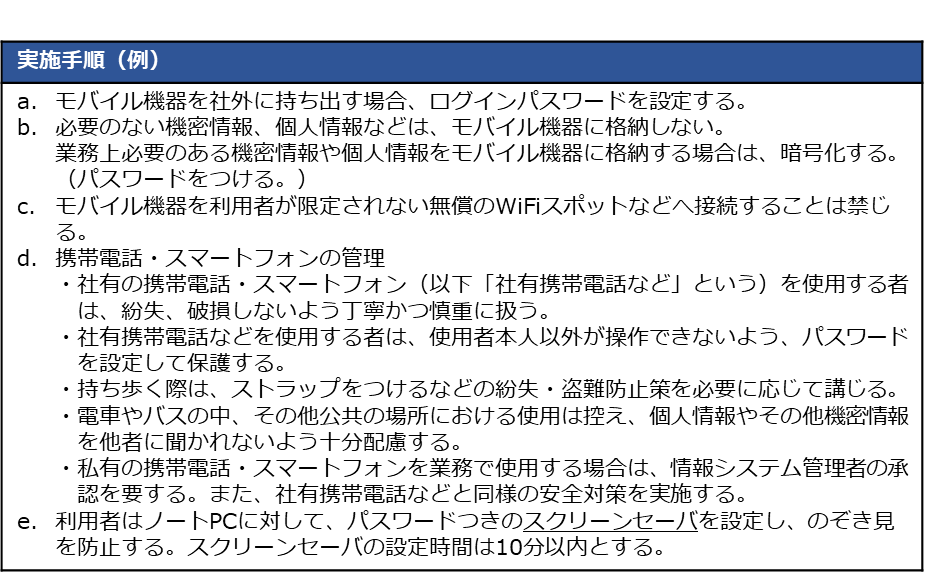 実施手順（例）
a. モバイル機器を社外に持ち出す場合、ログインパスワードを設定する。
b. 必要のない機密情報、個人情報などは、モバイル機器に格納しない。
業務上必要のある機密情報や個人情報をモバイル機器に格納する場合は、暗号化する。
（パスワードをつける。）
c. モバイル機器を利用者が限定されない無償のWiFiスポットなどへ接続することは禁じ
る。
d. 携帯電話・スマートフォンの管理
・社有の携帯電話・スマートフォン（以下「社有携帯電話など」という）を使用する者
は、紛失、破損しないよう丁寧かつ慎重に扱う。
・社有携帯電話などを使用する者は、使用者本人以外が操作できないよう、パスワード
を設定して保護する。
・持ち歩く際は、ストラップをつけるなどの紛失・盗難防止策を必要に応じて講じる。
・電車やバスの中、その他公共の場所における使用は控え、個人情報やその他機密情報
を他者に聞かれないよう十分配慮する。
・私有の携帯電話・スマートフォンを業務で使用する場合は、情報システム管理者の承
認を要する。また、社有携帯電話などと同様の安全対策を実施する。
e. 利用者はノートPCに対して、パスワードつきのスクリーンセーバを設定し、のぞき見
を防止する。スクリーンセーバの設定時間は10分以内とする。